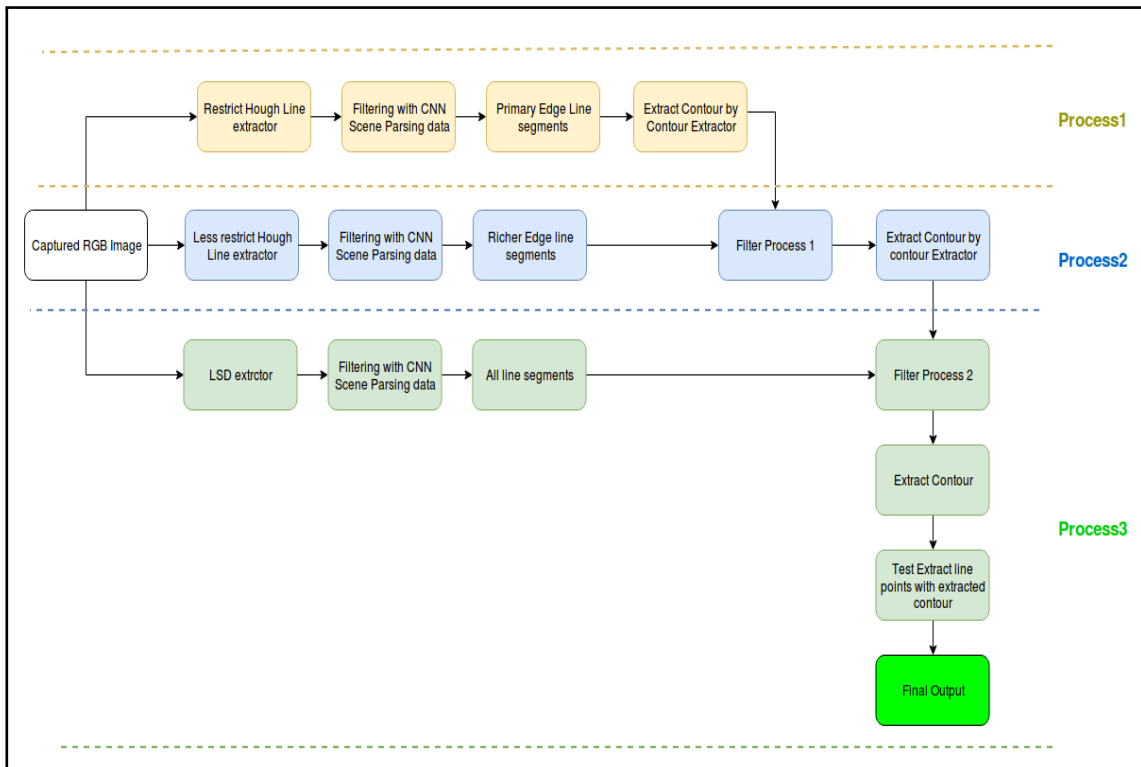 Restrict Hough Line
extractor
Filtering with CNN
Scene Parsing data
Primary Edge Line
segments
Extract Contour by
Contour Extractor
Process1
Captured RGB Image
Less restrict Hough
Line extractor
Filtering with CNN
Scene Parsing data
Richer Edge line
segments
Filter Process 1
Extract Contour by
contour Extractor
Process2
LSD extrctor
Filtering with CNN
Scene Parsing data
All line segments
Filter Process 2
Extract Contour
Process3
Test Extract line
points with extracted
contour
Final Output